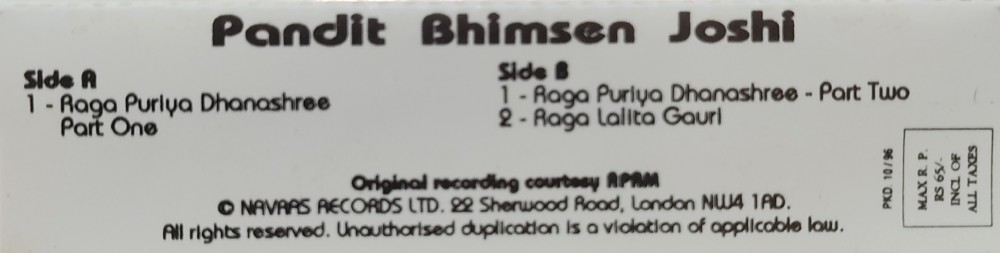 Pandit Bhimsen Joshi
Side A
1 - Raga Puriya Dhanashree
Part One
Side B
1 - Raga Puriya Dhanashree - Part Two
2 - Raga Lalita Gauri
Original recording courtesy APAM
© NAVRAS RECORDS LTD. 22 Sherwood Road, London NW4 1AD.
All rights reserved. Unauthorised duplication is a violation of applicable law.
PKD. 10/96
MAX R. P.
RS 65/-
INCL OF
ALL TAXES